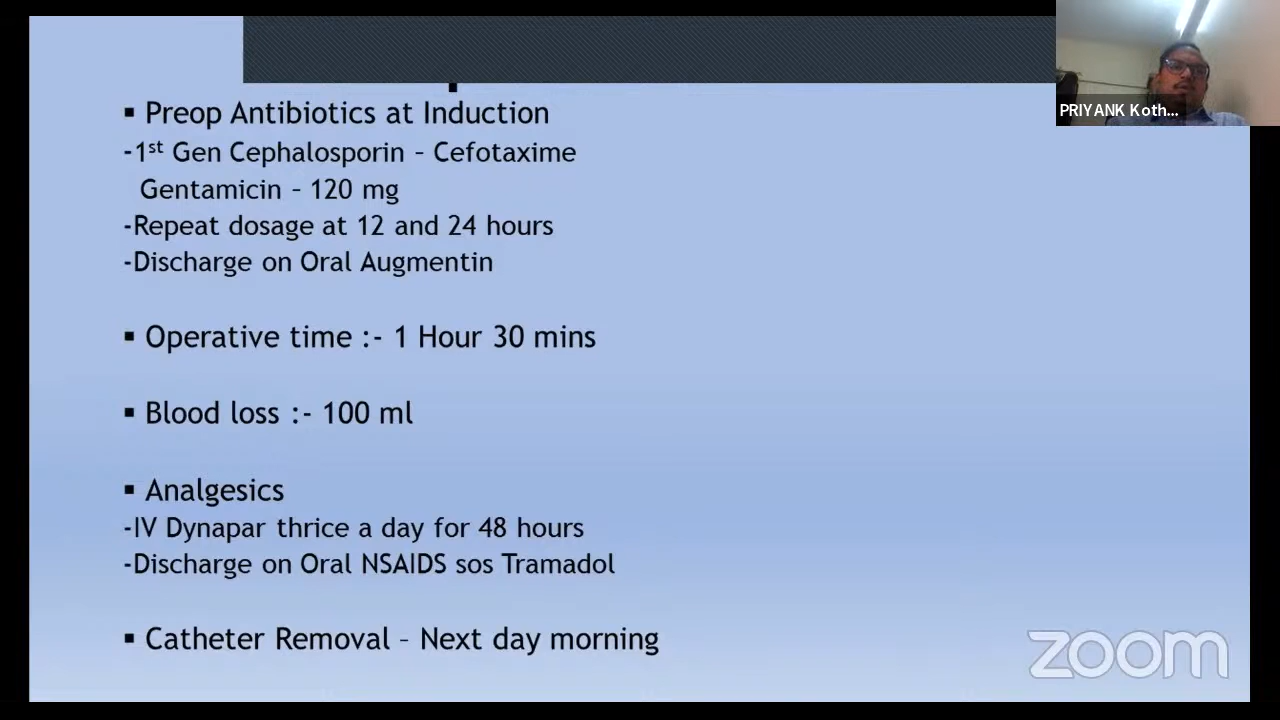 PRIYANK Koth...
▪ Preop Antibiotics at Induction
-1st Gen Cephalosporin – Cefotaxime
Gentamicin – 120 mg
-Repeat dosage at 12 and 24 hours
-Discharge on Oral Augmentin
▪ Operative time :- 1 Hour 30 mins
▪ Blood loss :- 100 ml
▪ Analgesics
-IV Dynapar thrice a day for 48 hours
-Discharge on Oral NSAIDS sos Tramadol
▪ Catheter Removal – Next day morning
zoom